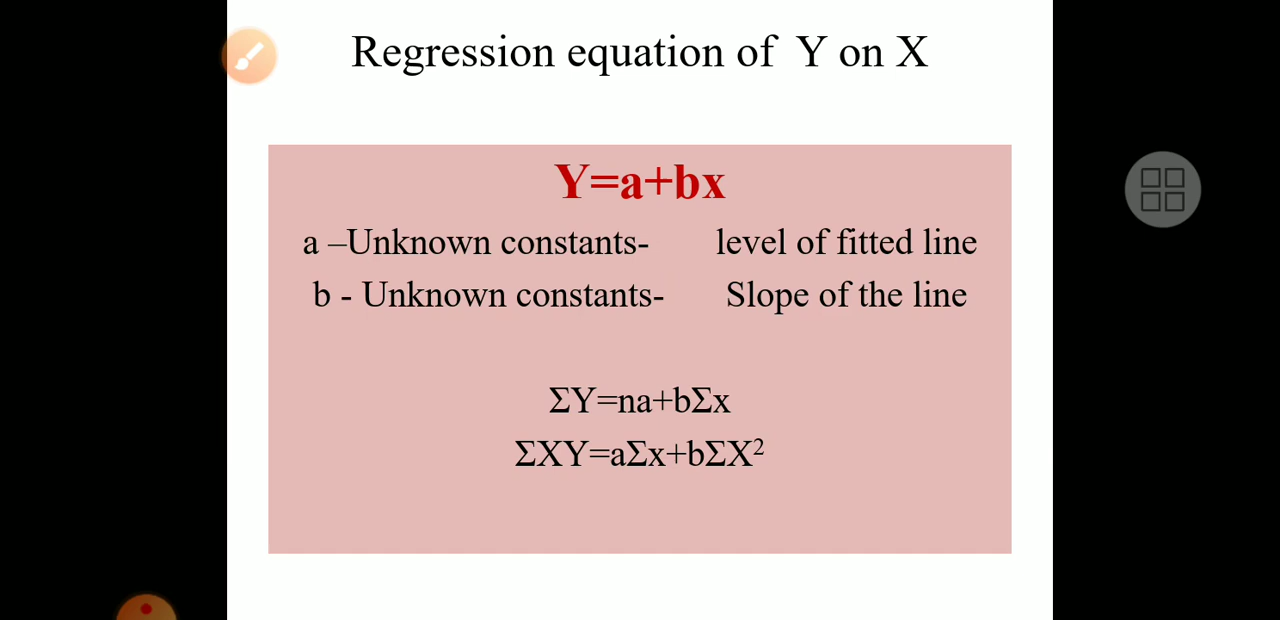 Regression equation of Y on X
Y=a+bx
a –Unknown constants- level of fitted line
b - Unknown constants- Slope of the line
ΣY=na+bΣx
ΣXY=aΣx+bΣX²